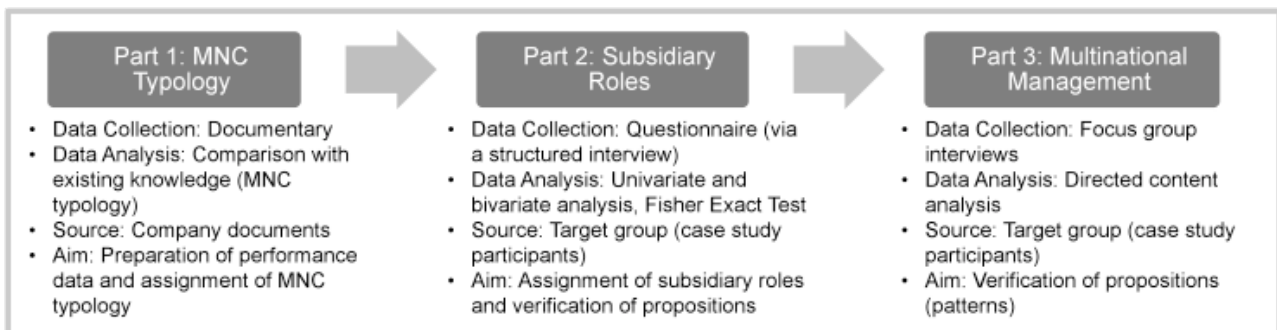 Part 1: MNC
Typology
• Data Collection: Documentary
• Data Analysis: Comparison with
existing knowledge (MNC
typology)
• Source: Company documents
• Aim: Preparation of performance
data and assignment of MNC
typology
Part 2: Subsidiary
Roles
• Data Collection: Questionnaire (via
a structured interview)
• Data Analysis: Univariate and
bivariate analysis, Fisher Exact Test
• Source: Target group (case study
participants)
• Aim: Assignment of subsidiary roles
and verification of propositions
Part 3: Multinational
Management
• Data Collection: Focus group
interviews
• Data Analysis: Directed content
analysis
• Source: Target group (case study
participants)
• Aim: Verification of propositions
(patterns)